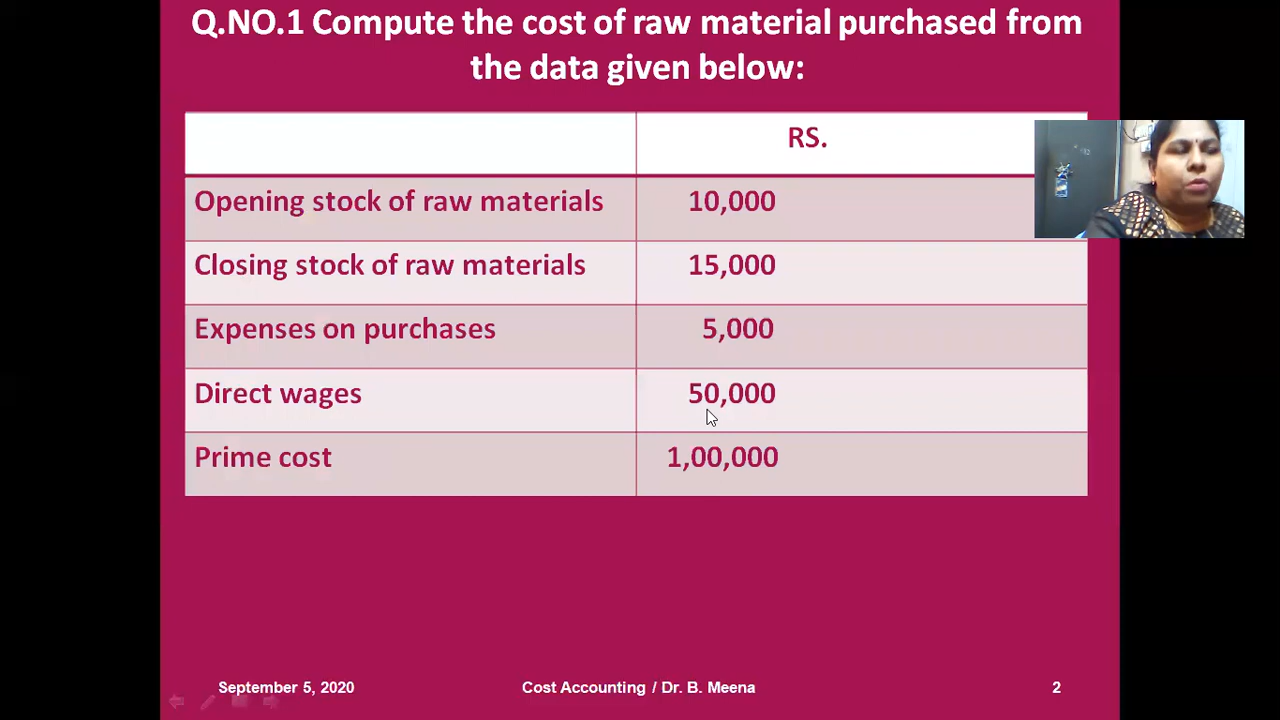 Q.NO.1 Compute the cost of raw material purchased from
the data given below:
RS.
Opening stock of raw materials 10,000
Closing stock of raw materials 15,000
Expenses on purchases 5,000
Direct wages 50,000
Prime cost 1,00,000
September 5, 2020 Cost Accounting / Dr. B. Meena 2